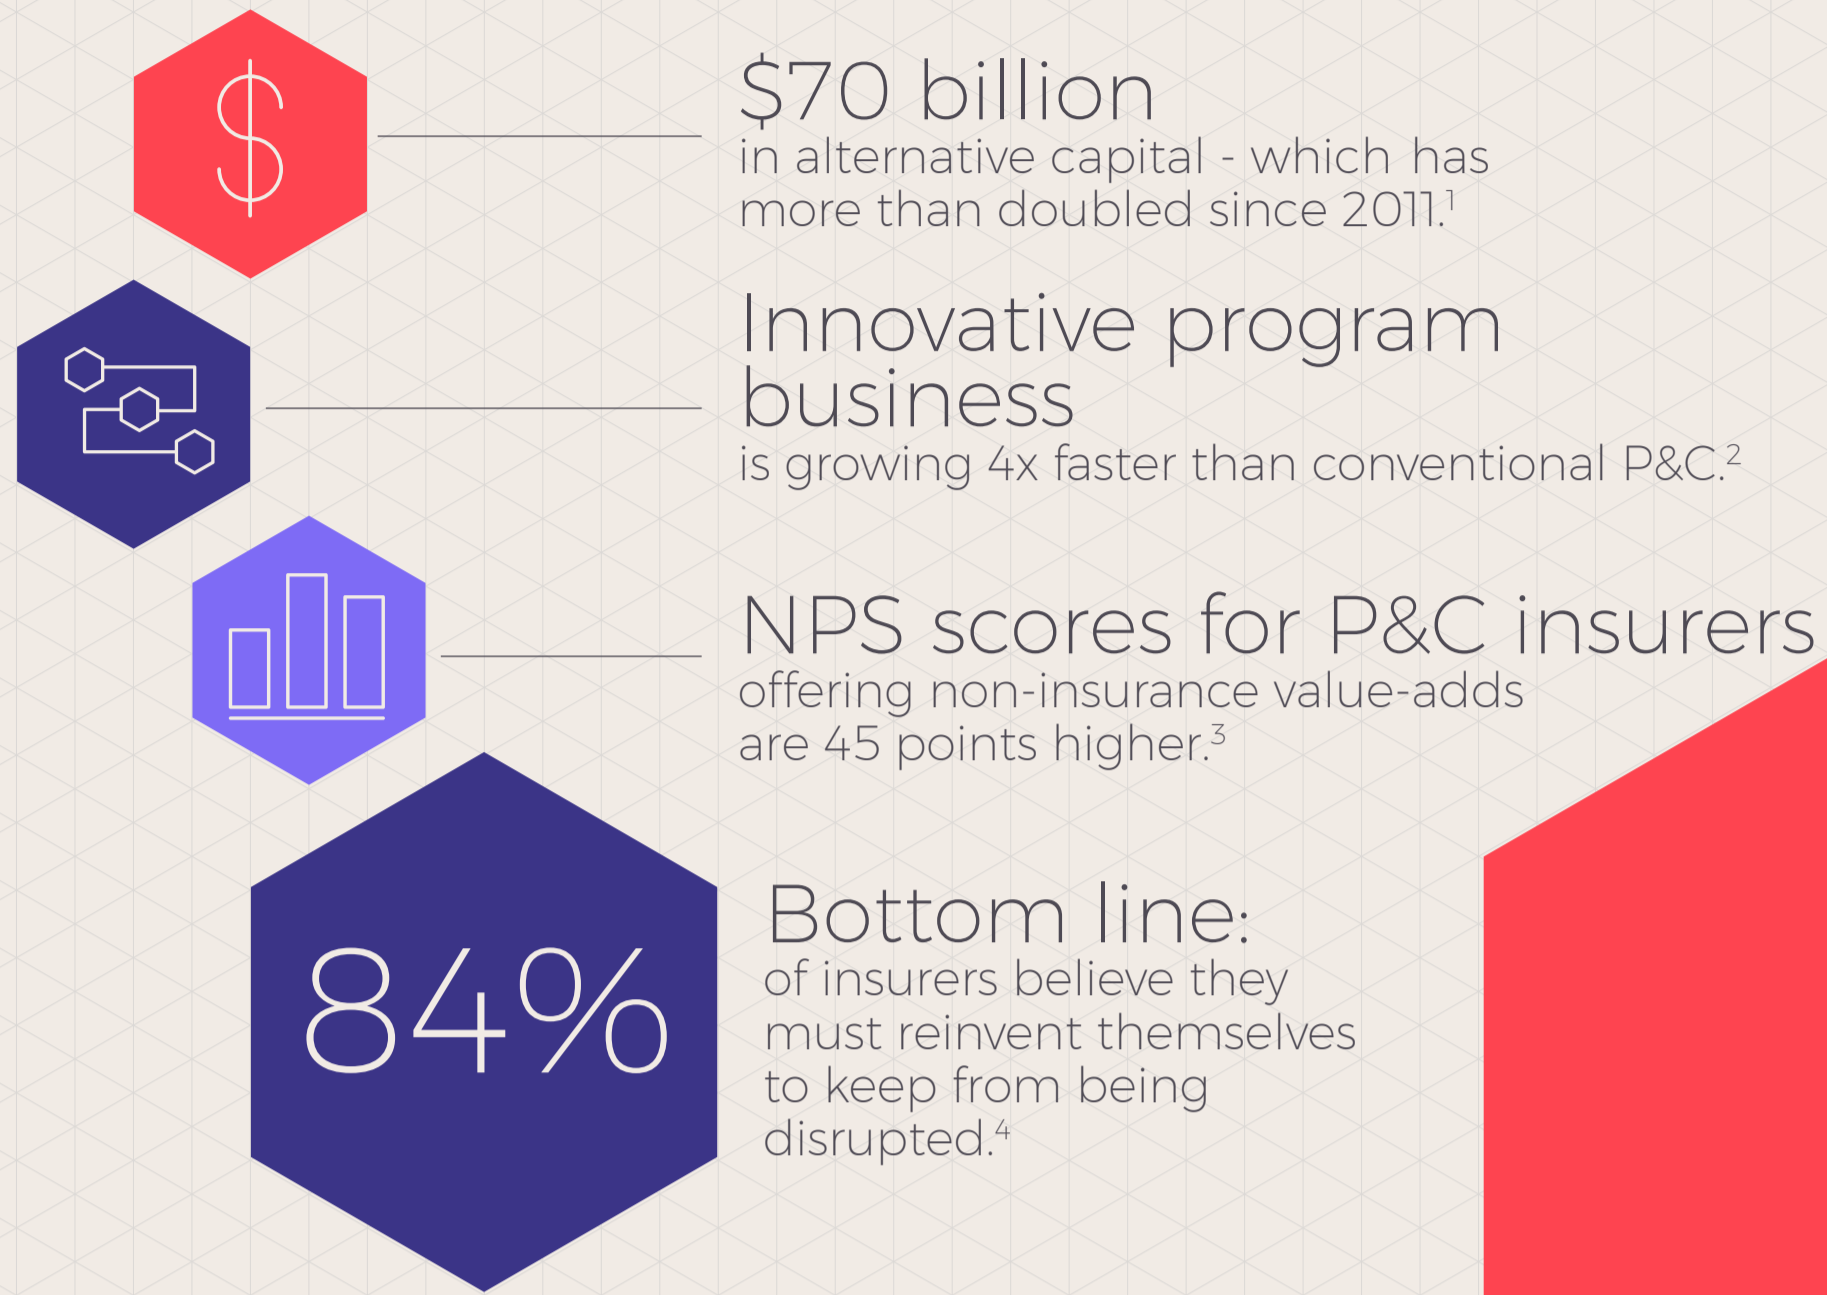 $70 billion
in alternative capital - which has
more than doubled since 2011.¹
Innovative program
business
is growing 4x faster than conventional P&C.²
NPS scores for P&C insurers
offering non-insurance value-adds
are 45 points higher.³
84%
Bottom line:
of insurers believe they
must reinvent themselves
to keep from being
disrupted.⁴